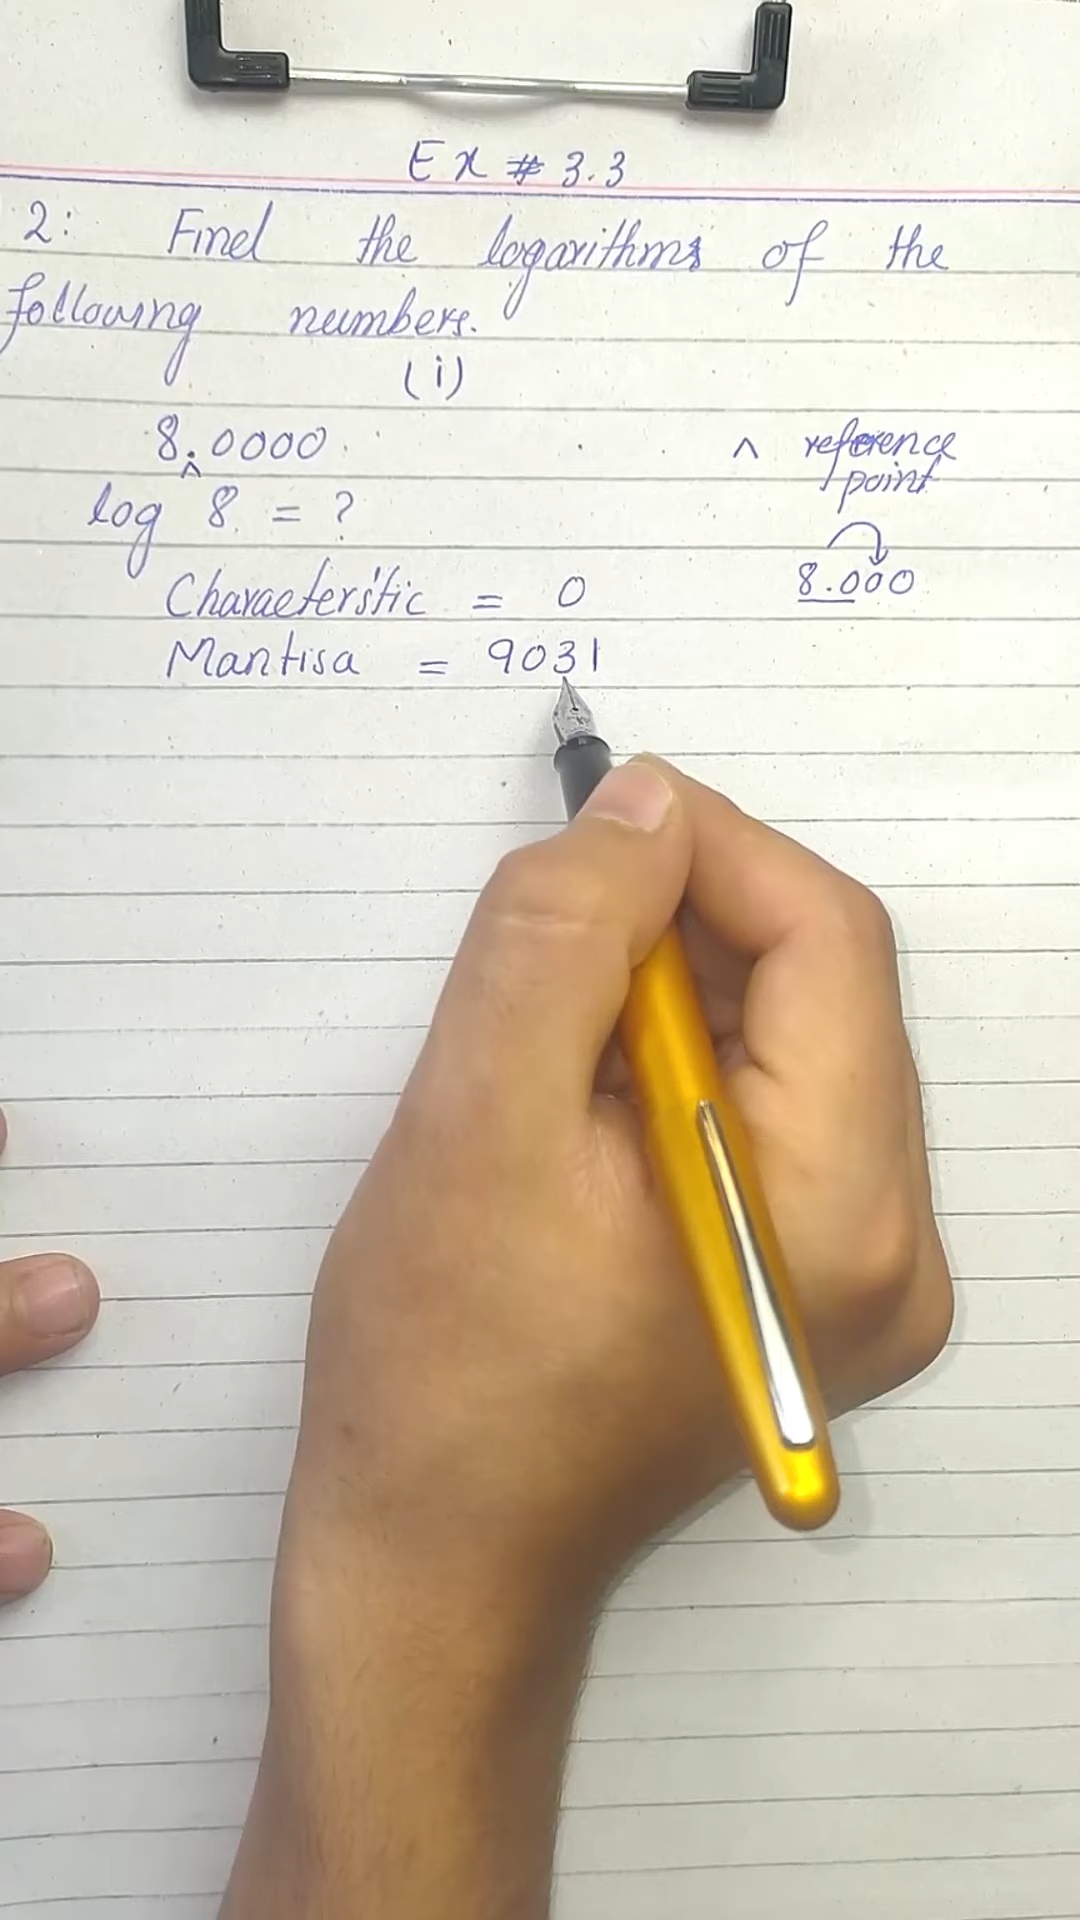 Ex # 3.3
2: Find the logarithms of the
following numbers.
(i)
8.0000
^
^ reference
point
log 8 = ?
8.000
Characteristic = 0
Mantisa = 9031